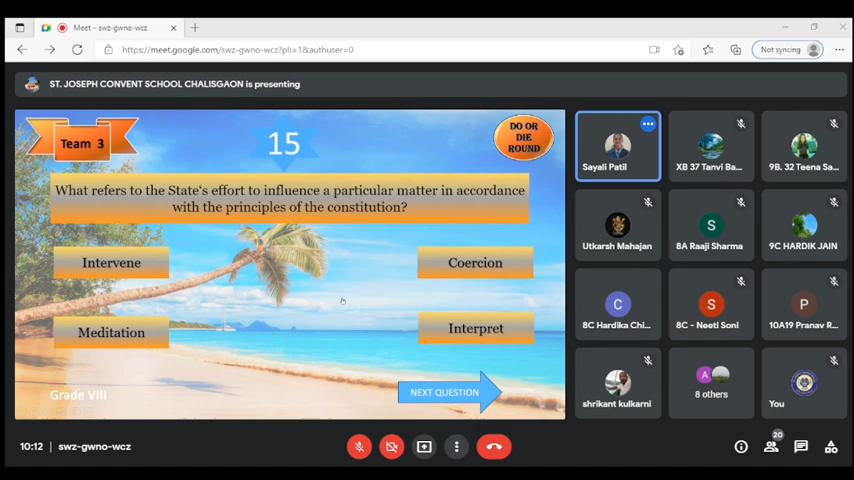 Meet – swz-gwno-wcz
https://meet.google.com/swz-gwno-wcz?pli=1&authuser=0
Not syncing
ST. JOSEPH CONVENT SCHOOL CHALISGAON is presenting
Team 3
15
DO OR
DIE
ROUND
What refers to the State's effort to influence a particular matter in accordance
with the principles of the constitution?
Intervene
Coercion
Meditation
Interpret
Grade VIII
NEXT QUESTION
Sayali Patil
XB 37 Tanvi Ba...
9B. 32 Teena Sa...
Utkarsh Mahajan
S
8A Raaji Sharma
9C HARDIK JAIN
C
8C Hardika Chi...
S
8C - Neeti Soni
P
10A19 Pranav R...
shrikant kulkarni
A
8 others
You
10:12 | swz-gwno-wcz
20